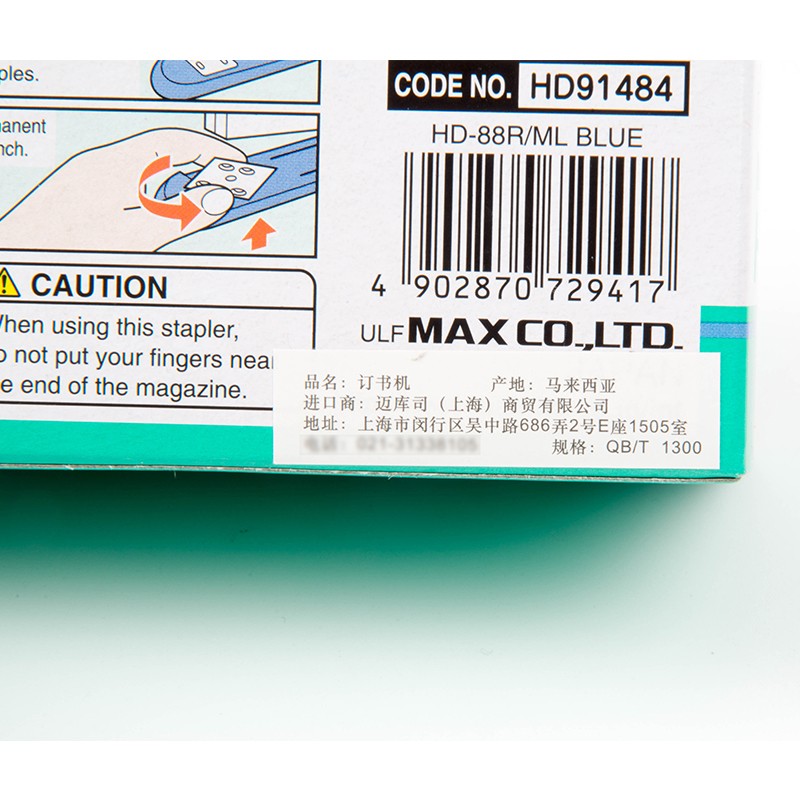 ples.
anent
nch.
CAUTION
hen using this stapler,
o not put your fingers near
e end of the magazine.
CODE NO. HD91484
HD-88R/ML BLUE
4 902870 729417
ULF MAX CO.,LTD.
品名：订书机 产地：马来西亚
进口商：迈库司（上海）商贸有限公司
地址：上海市闵行区吴中路686弄2号E座1505室
规格：QB/T 1300